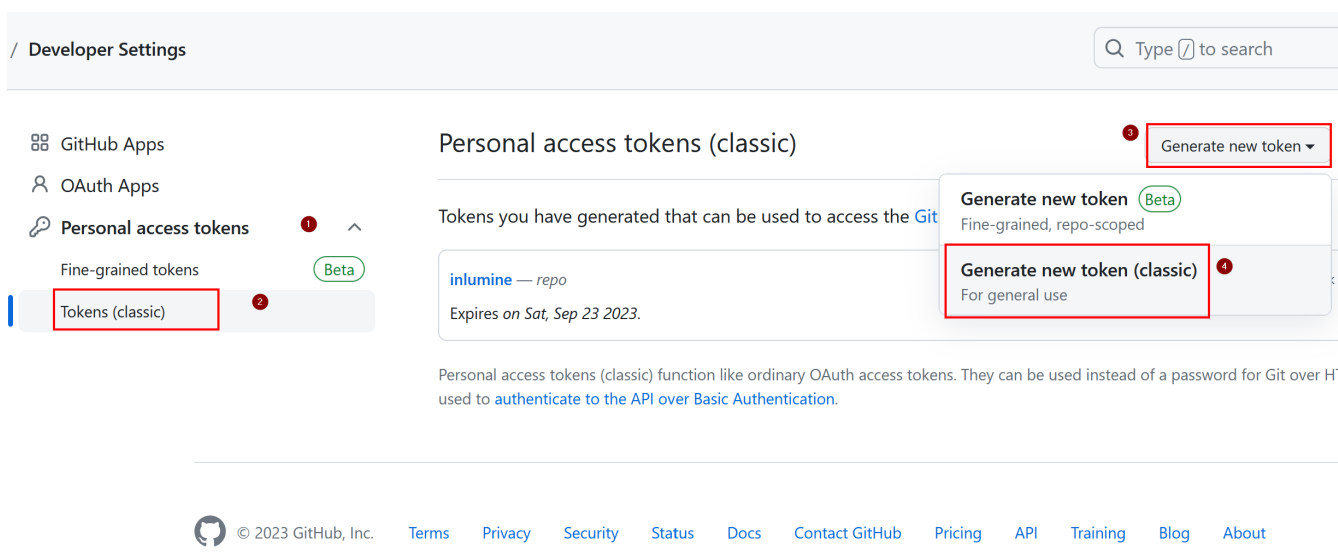 / Developer Settings
Type / to search
GitHub Apps
OAuth Apps
Personal access tokens 1
Fine-grained tokens Beta
Tokens (classic) 2
Personal access tokens (classic)
3 Generate new token
Tokens you have generated that can be used to access the Git
Generate new token Beta
Fine-grained, repo-scoped
Generate new token (classic) 4
For general use
inlumine — repo
Expires on Sat, Sep 23 2023.
Personal access tokens (classic) function like ordinary OAuth access tokens. They can be used instead of a password for Git over HT
used to authenticate to the API over Basic Authentication.
© 2023 GitHub, Inc. Terms Privacy Security Status Docs Contact GitHub Pricing API Training Blog About